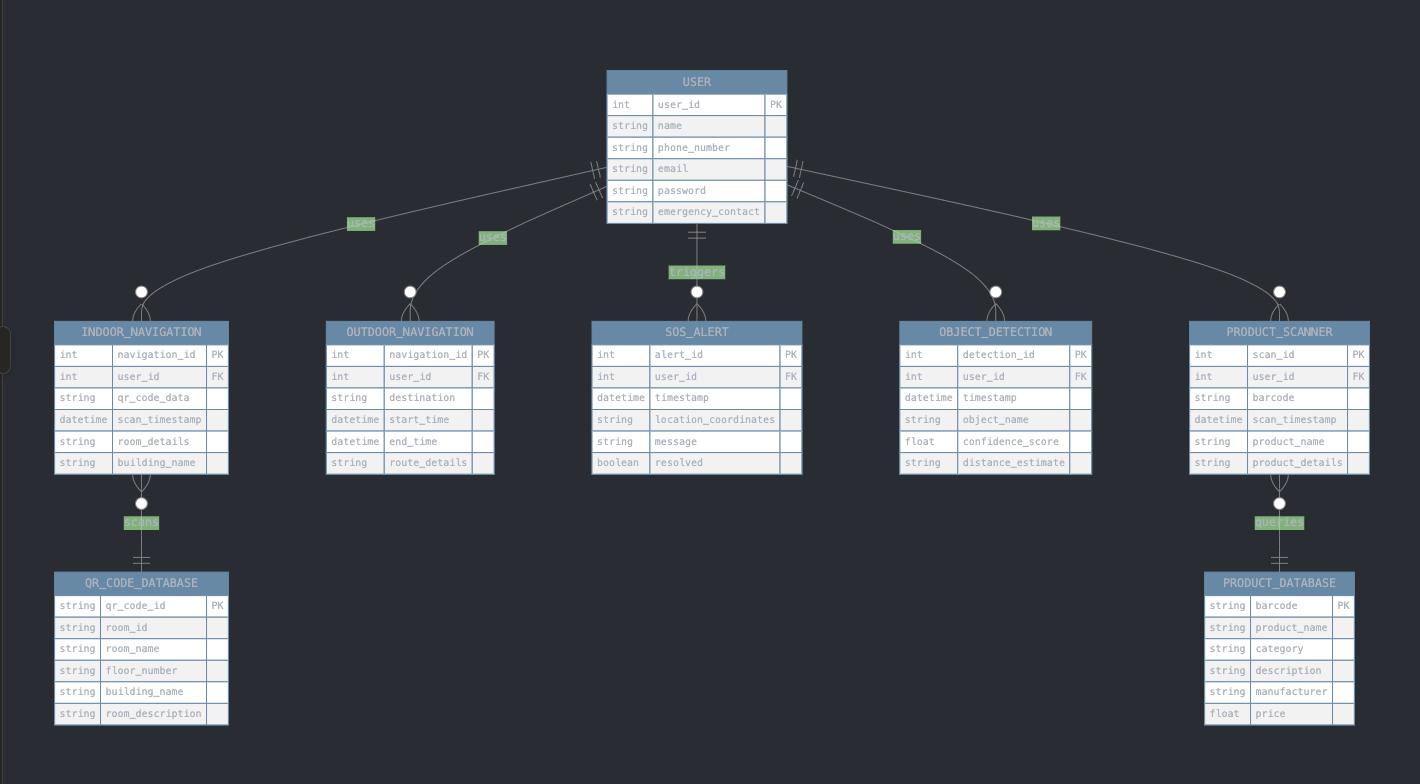 USER
int user_id PK
string name
string phone_number
string email
string password
string emergency_contact
uses
uses
triggers
uses
uses
INDOOR_NAVIGATION
int navigation_id PK
int user_id FK
string qr_code_data
datetime scan_timestamp
string room_details
string building_name
OUTDOOR_NAVIGATION
int navigation_id PK
int user_id FK
string destination
datetime start_time
datetime end_time
string route_details
SOS_ALERT
int alert_id PK
int user_id FK
datetime timestamp
string location_coordinates
string message
boolean resolved
OBJECT_DETECTION
int detection_id PK
int user_id FK
datetime timestamp
string object_name
float confidence_score
string distance_estimate
PRODUCT_SCANNER
int scan_id PK
int user_id FK
string barcode
datetime scan_timestamp
string product_name
string product_details
scans
queries
QR_CODE_DATABASE
string qr_code_id PK
string room_id
string room_name
string floor_number
string building_name
string room_description
PRODUCT_DATABASE
string barcode PK
string product_name
string category
string description
string manufacturer
float price